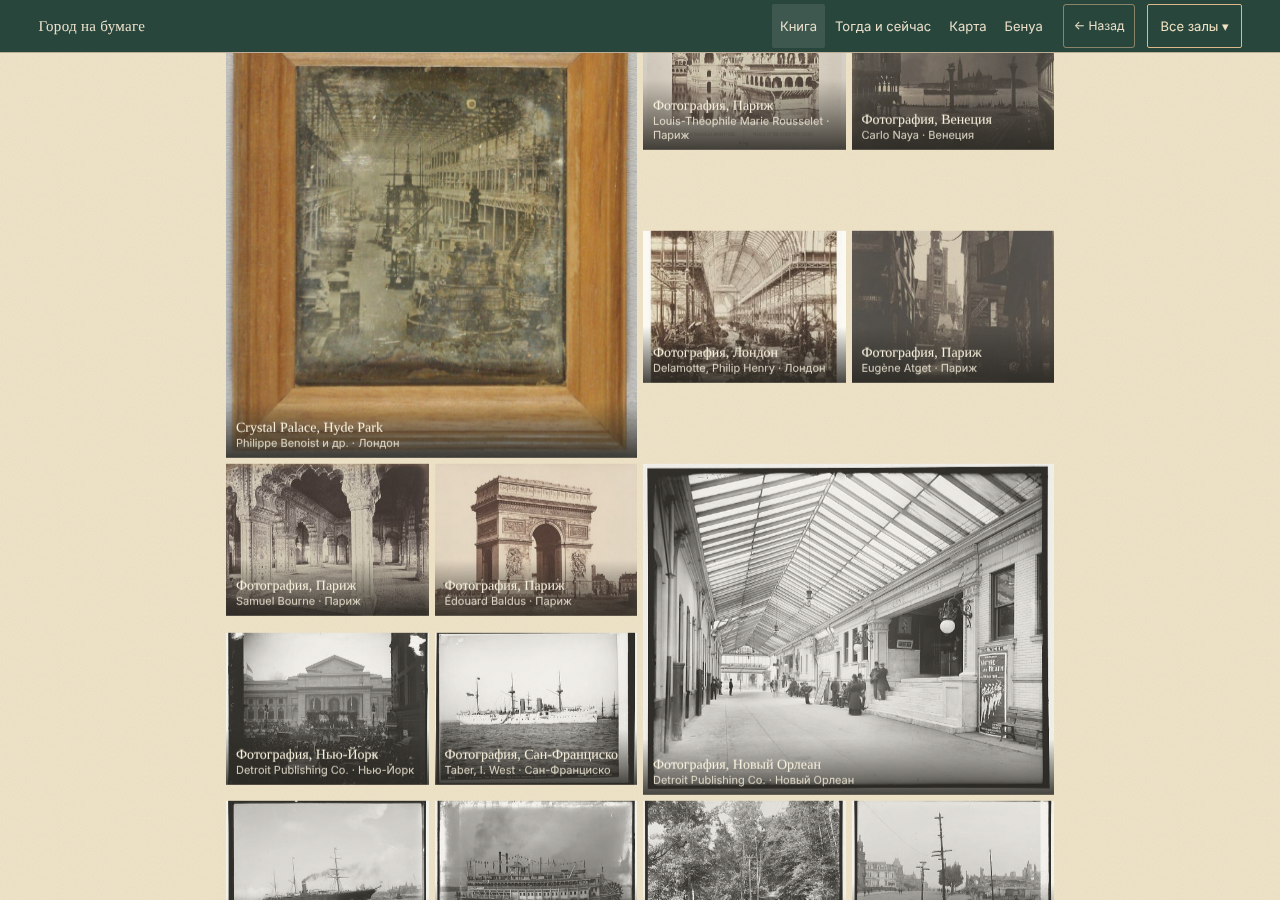 Город на бумаге
Книга
Тогда и сейчас
Карта
Бенуа
← Назад
Все залы ▾
Фотография, Париж
Louis-Théophile Marie Rousselet ·
Париж
Фотография, Венеция
Carlo Naya · Венеция
Фотография, Лондон
Delamotte, Philip Henry · Лондон
Фотография, Париж
Eugène Atget · Париж
Crystal Palace, Hyde Park
Philippe Benoist и др. · Лондон
Фотография, Париж
Samuel Bourne · Париж
Фотография, Париж
Édouard Baldus · Париж
Фотография, Нью-Йорк
Detroit Publishing Co. · Нью-Йорк
Фотография, Сан-Франциско
Taber, I. West · Сан-Франциско
Фотография, Новый Орлеан
Detroit Publishing Co. · Новый Орлеан